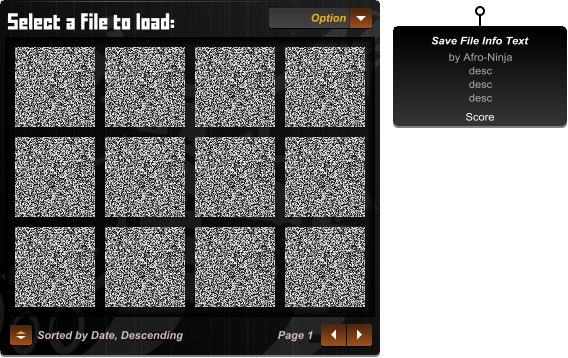 Select a file to load:
Option
Save File Info Text
by Afro-Ninja
desc
desc
desc
Score
Sorted by Date, Descending
Page 1